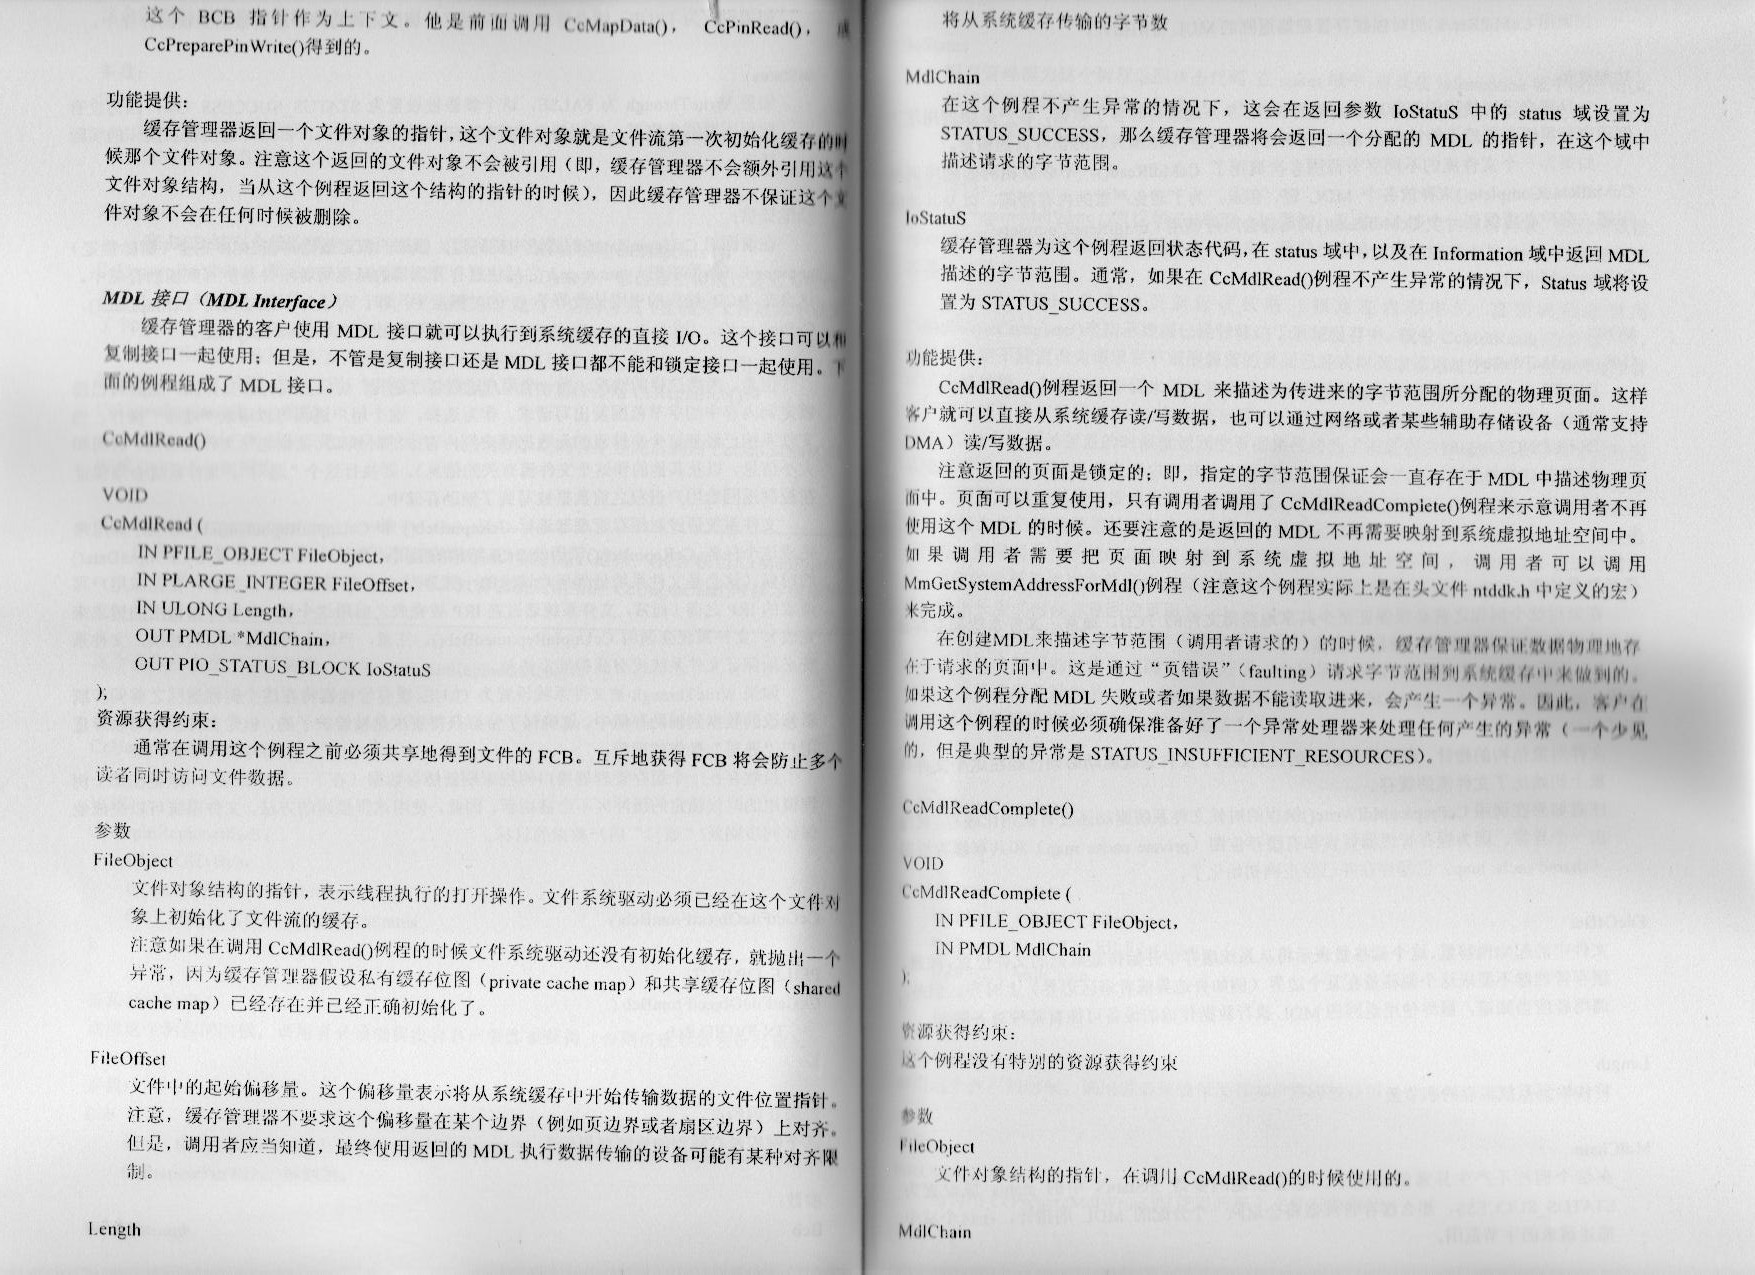 这个 BCB 指针作为上下文。他是前面调用 CcMapData()， CcPinRead()，
CcPreparePinWrite()得到的。
功能提供：
缓存管理器返回一个文件对象的指针，这个文件对象就是文件流第一次初始化缓存的时
候那个文件对象。注意这个返回的文件对象不会被引用（即，缓存管理器不会额外引用这个
文件对象结构，当从这个例程返回这个结构的指针的时候），因此缓存管理器不保证这个文
件对象不会在任何时候被删除。
MDL 接口（MDL Interface）
缓存管理器的客户使用 MDL 接口就可以执行到系统缓存的直接 I/O。这个接口可以和
复制接口一起使用；但是，不管是复制接口还是 MDL 接口都不能和锁定接口一起使用。下
面的例程组成了 MDL 接口。
CcMdlRead()
VOID
CcMdlRead (
IN PFILE_OBJECT FileObject，
IN PLARGE_INTEGER FileOffset，
IN ULONG Length，
OUT PMDL *MdlChain，
OUT PIO_STATUS_BLOCK IoStatuS
);
资源获得约束：
通常在调用这个例程之前必须共享地得到文件的 FCB。互斥地获得 FCB 将会防止多个
读者同时访问文件数据。
参数
FileObject
文件对象结构的指针，表示线程执行的打开操作。文件系统驱动必须已经在这个文件对
象上初始化了文件流的缓存。
注意如果在调用 CcMdlRead()例程的时候文件系统驱动还没有初始化缓存，就抛出一个
异常，因为缓存管理器假设私有缓存位图（private cache map）和共享缓存位图（shared
cache map）已经存在并已经正确初始化了。
FileOffset
文件中的起始偏移量。这个偏移量表示将从系统缓存中开始传输数据的文件位置指针。
注意，缓存管理器不要求这个偏移量在某个边界（例如页边界或者扇区边界）上对齐。
但是，调用者应当知道，最终使用返回的 MDL 执行数据传输的设备可能有某种对齐限
制。
Length
将从系统缓存传输的字节数
MdlChain
在这个例程不产生异常的情况下，这会在返回参数 IoStatuS 中的 status 域设置为
STATUS_SUCCESS，那么缓存管理器将会返回一个分配的 MDL 的指针，在这个域中
描述请求的字节范围。
IoStatuS
缓存管理器为这个例程返回状态代码，在 status 域中，以及在 Information 域中返回 MDL
描述的字节范围。通常，如果在 CcMdlRead()例程不产生异常的情况下，Status 域将设
置为 STATUS_SUCCESS。
功能提供：
CcMdlRead()例程返回一个 MDL 来描述为传进来的字节范围所分配的物理页面。这样
客户就可以直接从系统缓存读/写数据，也可以通过网络或者某些辅助存储设备（通常支持
DMA）读/写数据。
注意返回的页面是锁定的；即，指定的字节范围保证会一直存在于 MDL 中描述物理页
面中。页面可以重复使用，只有调用者调用了 CcMdlReadComplete()例程来示意调用者不再
使用这个 MDL 的时候。还要注意的是返回的 MDL 不再需要映射到系统虚拟地址空间中。
如果调用者需要把页面映射到系统虚拟地址空间，调用者可以调用
MmGetSystemAddressForMdl()例程（注意这个例程实际上是在头文件 ntddk.h 中定义的宏）
来完成。
在创建MDL来描述字节范围（调用者请求的）的时候，缓存管理器保证数据物理地存
在于请求的页面中。这是通过“页错误”（faulting）请求字节范围到系统缓存中来做到的。
如果这个例程分配 MDL 失败或者如果数据不能读取进来，会产生一个异常。因此，客户在
调用这个例程的时候必须确保准备好了一个异常处理器来处理任何产生的异常（一个少见
的，但是典型的异常是 STATUS_INSUFFICIENT_RESOURCES）。
CcMdlReadComplete()
VOID
CcMdlReadComplete (
IN PFILE_OBJECT FileObject，
IN PMDL MdlChain
);
资源获得约束：
这个例程没有特别的资源获得约束
参数
FileObject
文件对象结构的指针，在调用 CcMdlRead()的时候使用的。
MdlChain